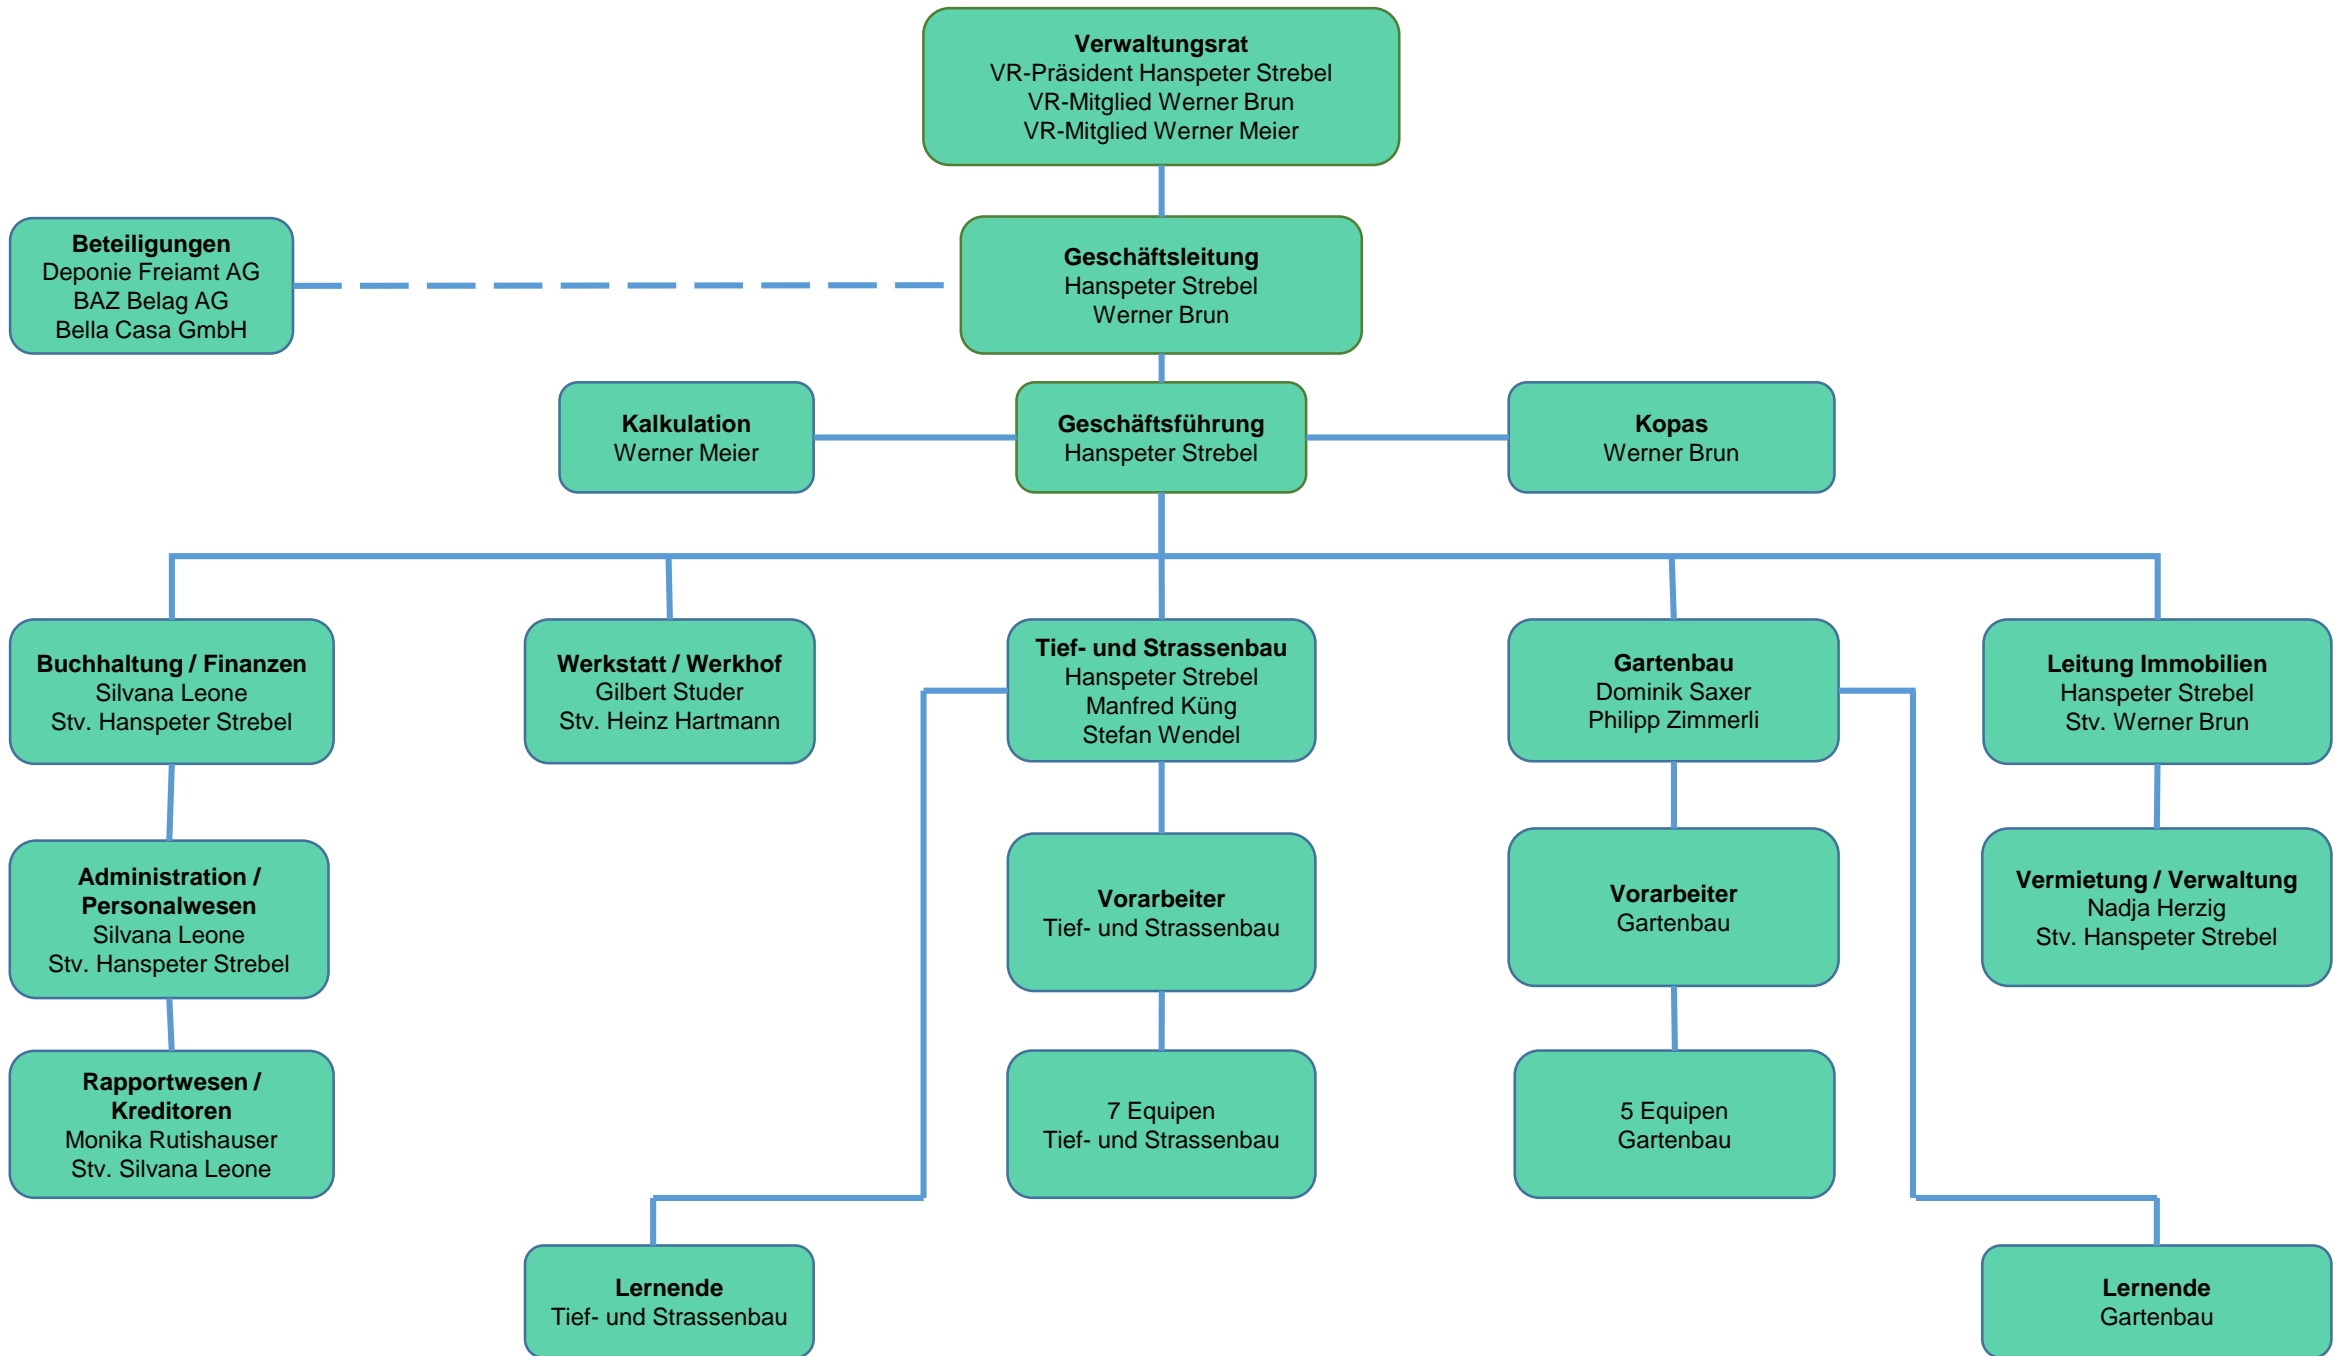 Verwaltungsrat
VR-Präsident Hanspeter Strebel
VR-Mitglied Werner Brun
VR-Mitglied Werner Meier
Beteiligungen
Deponie Freiamt AG
BAZ Belag AG
Bella Casa GmbH
Geschäftsleitung
Hanspeter Strebel
Werner Brun
Kalkulation
Werner Meier
Geschäftsführung
Hanspeter Strebel
Kopas
Werner Brun
Buchhaltung / Finanzen
Silvana Leone
Stv. Hanspeter Strebel
Werkstatt / Werkhof
Gilbert Studer
Stv. Heinz Hartmann
Tief- und Strassenbau
Hanspeter Strebel
Manfred Küng
Stefan Wendel
Gartenbau
Dominik Saxer
Philipp Zimmerli
Leitung Immobilien
Hanspeter Strebel
Stv. Werner Brun
Administration /
Personalwesen
Silvana Leone
Stv. Hanspeter Strebel
Vorarbeiter
Tief- und Strassenbau
Vorarbeiter
Gartenbau
Vermietung / Verwaltung
Nadja Herzig
Stv. Hanspeter Strebel
Rapportwesen /
Kreditoren
Monika Rutishauser
Stv. Silvana Leone
7 Equipen
Tief- und Strassenbau
5 Equipen
Gartenbau
Lernende
Tief- und Strassenbau
Lernende
Gartenbau